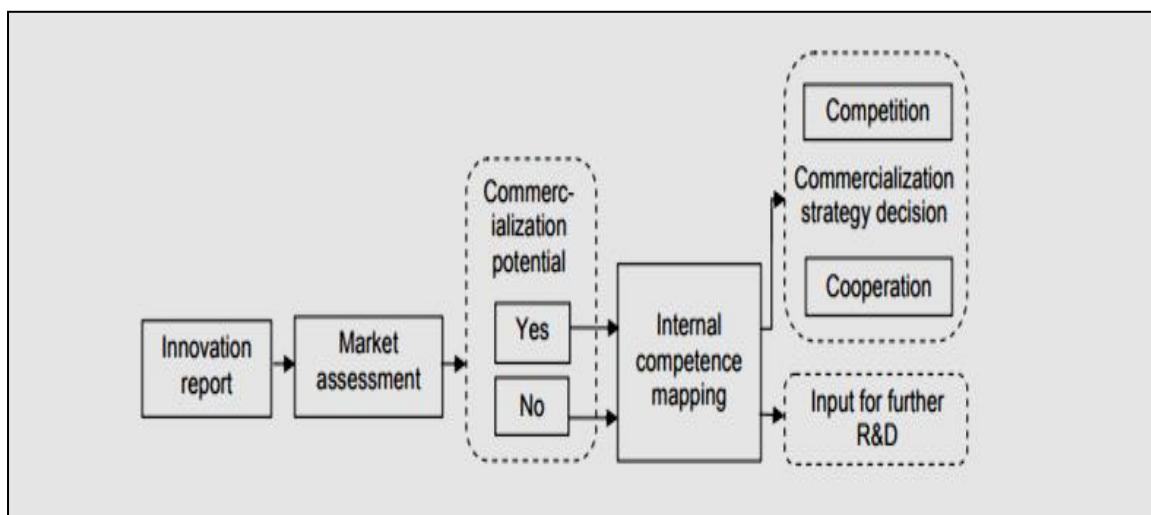 Innovation
report
Market
assessment
Commerc-
ialization
potential
Yes
No
Internal
competence
mapping
Competition
Commercialization
strategy decision
Cooperation
Input for further
R&D